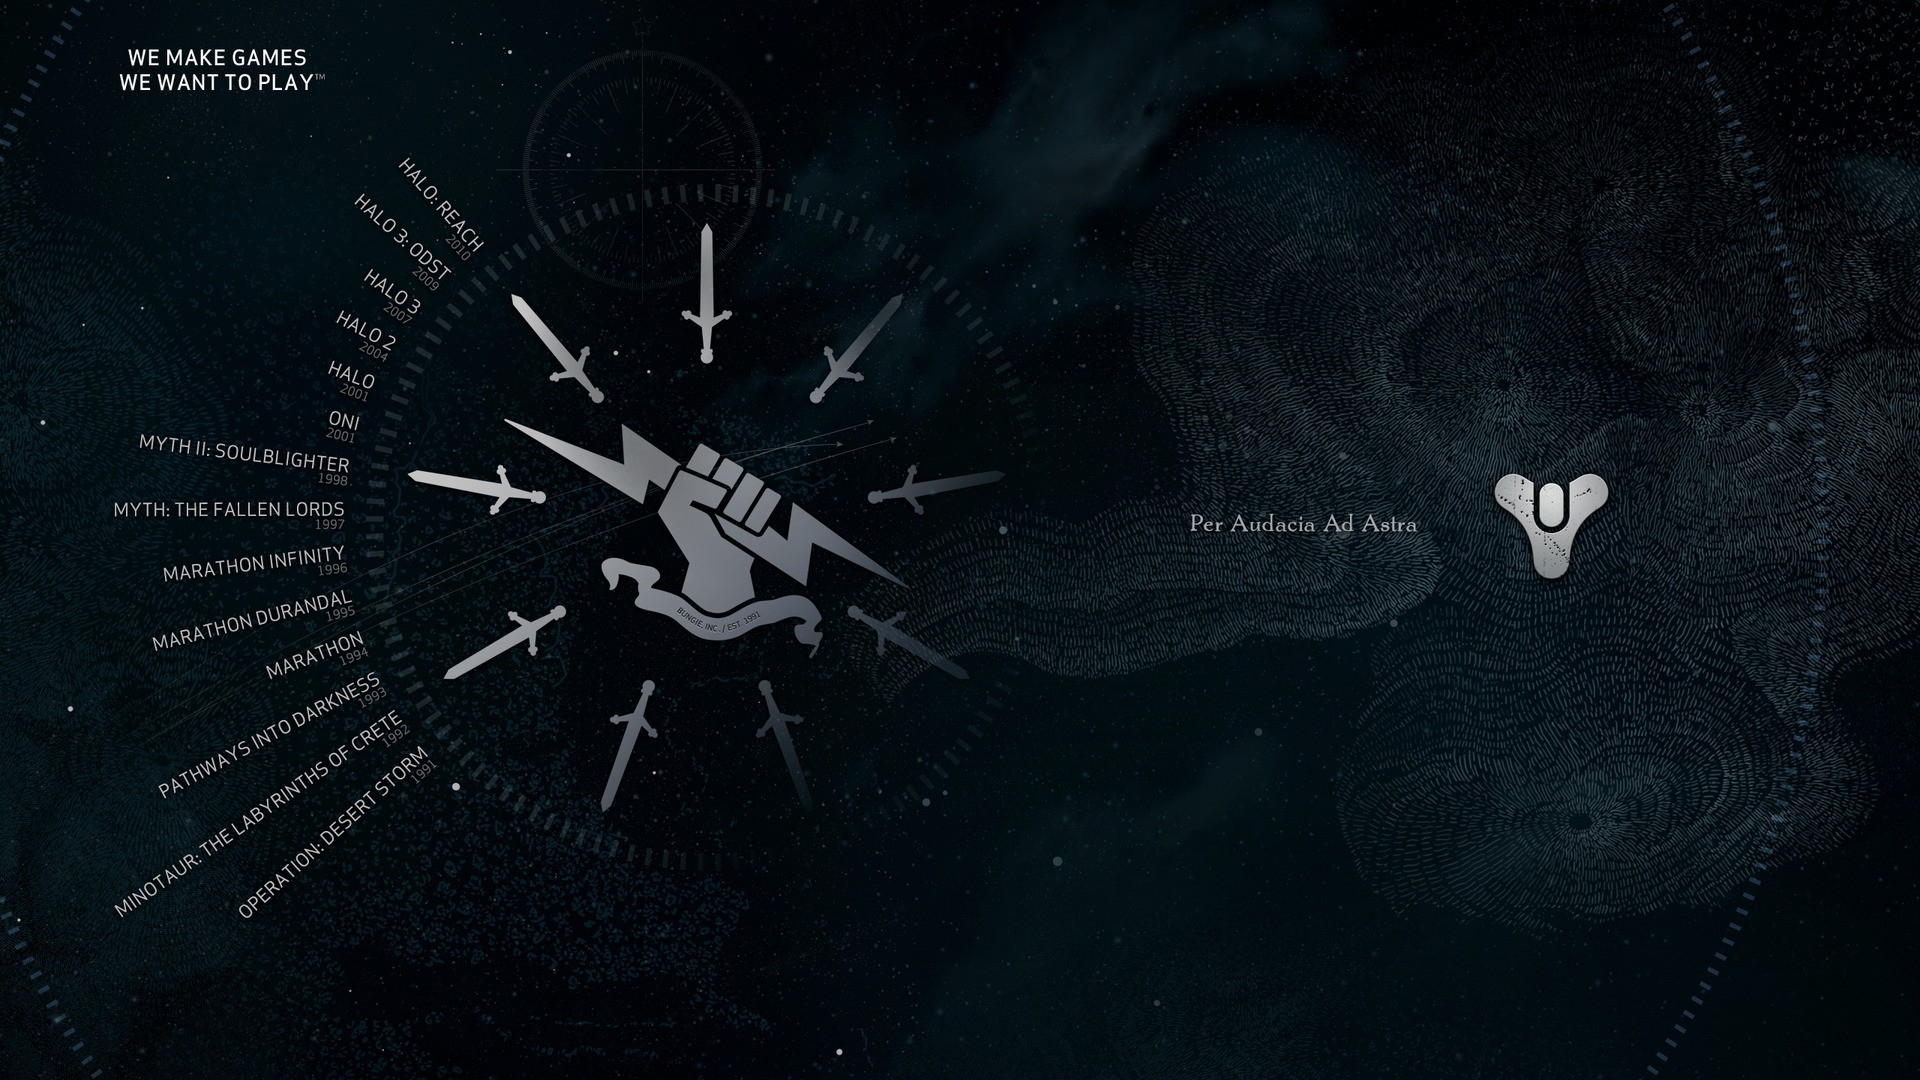 WE MAKE GAMES
WE WANT TO PLAY™
HALO: REACH
2010
HALO 3: ODST
2009
HALO 3
2007
HALO 2
2004
HALO
2001
ONI
2001
MYTH II: SOULBLIGHTER
1998
MYTH: THE FALLEN LORDS
1997
MARATHON INFINITY
1996
MARATHON DURANDAL
1995
MARATHON
1994
PATHWAYS INTO DARKNESS
1993
MINOTAUR: THE LABYRINTHS OF CRETE
1992
OPERATION: DESERT STORM
1991
BUNGIE, INC. / EST. 1991
Per Audacia Ad Astra